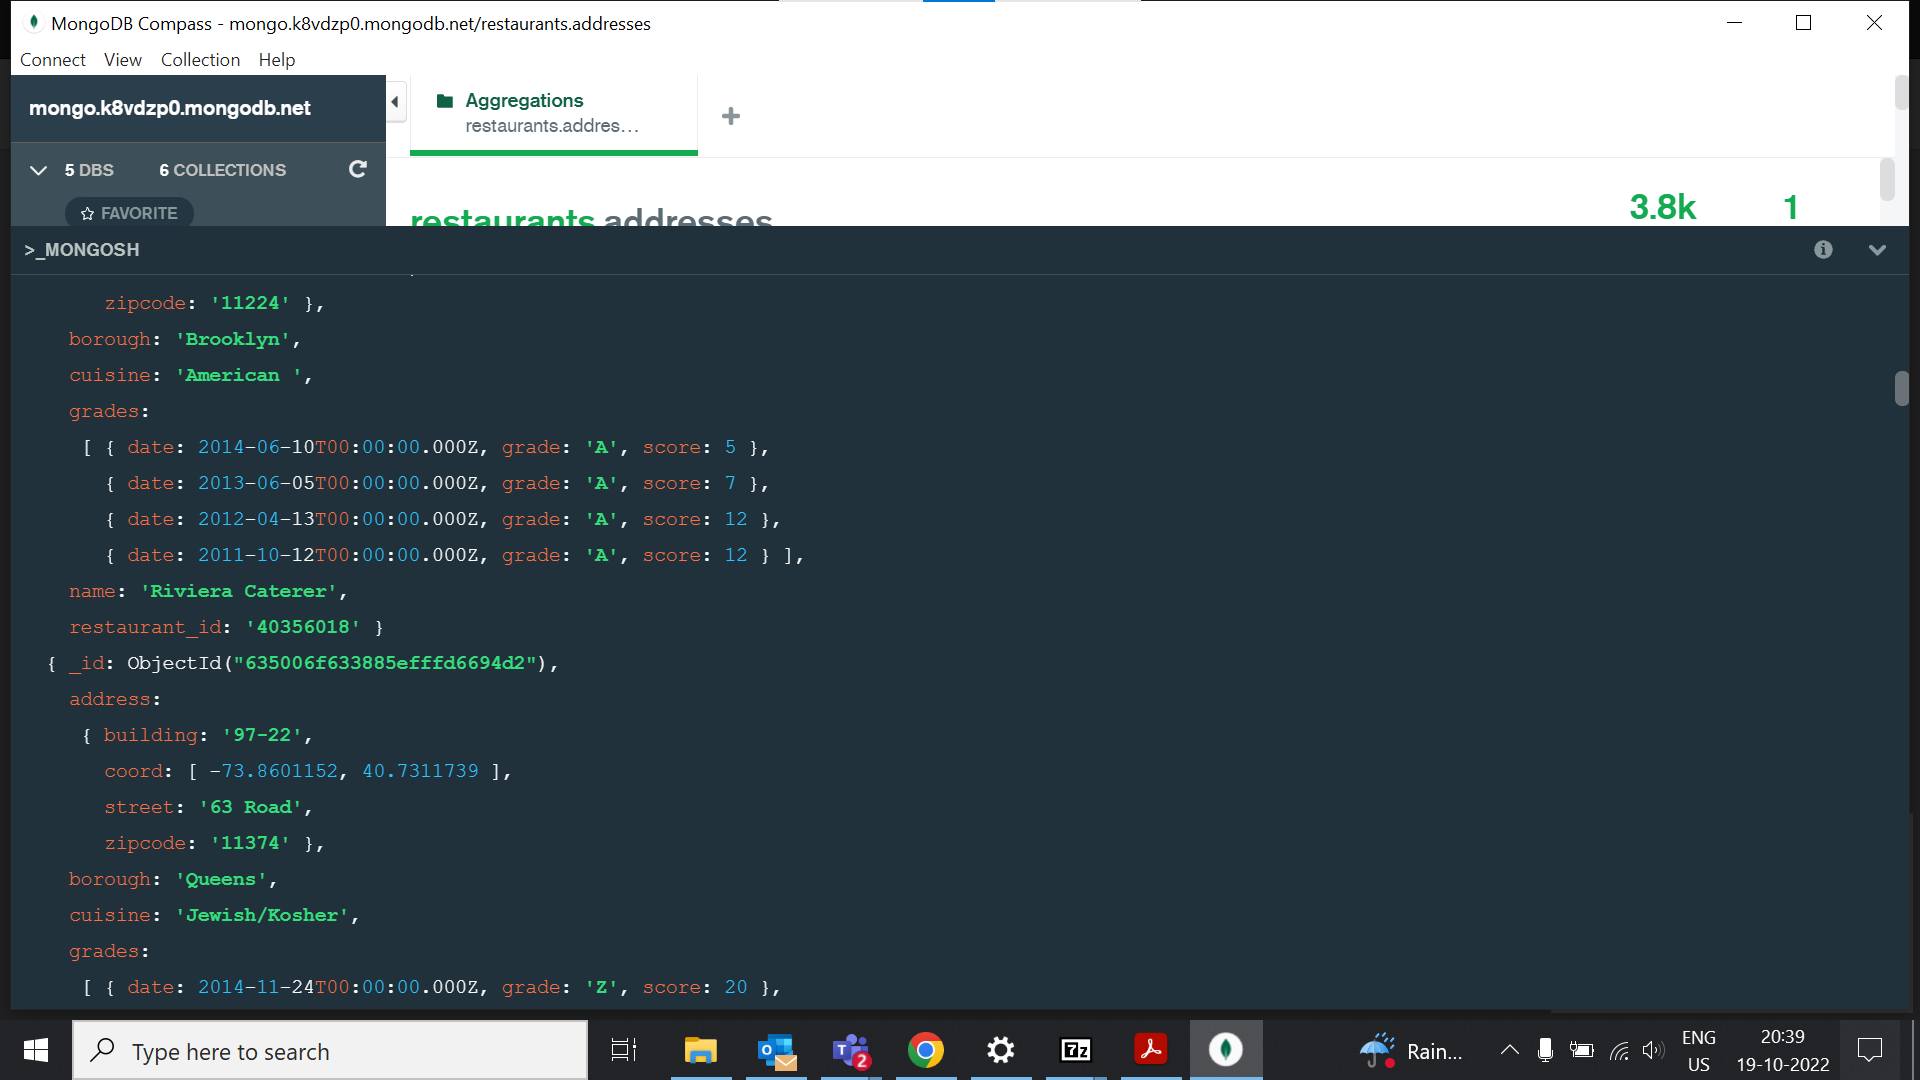 MongoDB Compass - mongo.k8vdzp0.mongodb.net/restaurants.addresses
Connect View Collection Help
mongo.k8vdzp0.mongodb.net
Aggregations
restaurants.addres...
5 DBS 6 COLLECTIONS
FAVORITE
restaurants.addresses
3.8k 1
>_MONGOSH
zipcode: '11224' },
borough: 'Brooklyn',
cuisine: 'American ',
grades:
[ { date: 2014-06-10T00:00:00.000Z, grade: 'A', score: 5 },
{ date: 2013-06-05T00:00:00.000Z, grade: 'A', score: 7 },
{ date: 2012-04-13T00:00:00.000Z, grade: 'A', score: 12 },
{ date: 2011-10-12T00:00:00.000Z, grade: 'A', score: 12 } ],
name: 'Riviera Caterer',
restaurant_id: '40356018' }
{ _id: ObjectId("635006f633885efffd6694d2"),
address:
{ building: '97-22',
coord: [ -73.8601152, 40.7311739 ],
street: '63 Road',
zipcode: '11374' },
borough: 'Queens',
cuisine: 'Jewish/Kosher',
grades:
[ { date: 2014-11-24T00:00:00.000Z, grade: 'Z', score: 20 },
Type here to search
7z
2
Rain...
ENG
US
20:39
19-10-2022